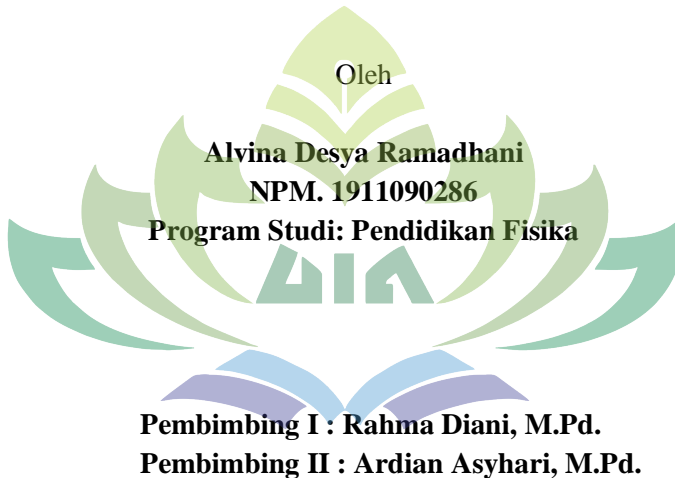 Oleh
Alvina Desya Ramadhani
NPM. 1911090286
Program Studi: Pendidikan Fisika
UIN
Pembimbing I : Rahma Diani, M.Pd.
Pembimbing II : Ardian Asyhari, M.Pd.